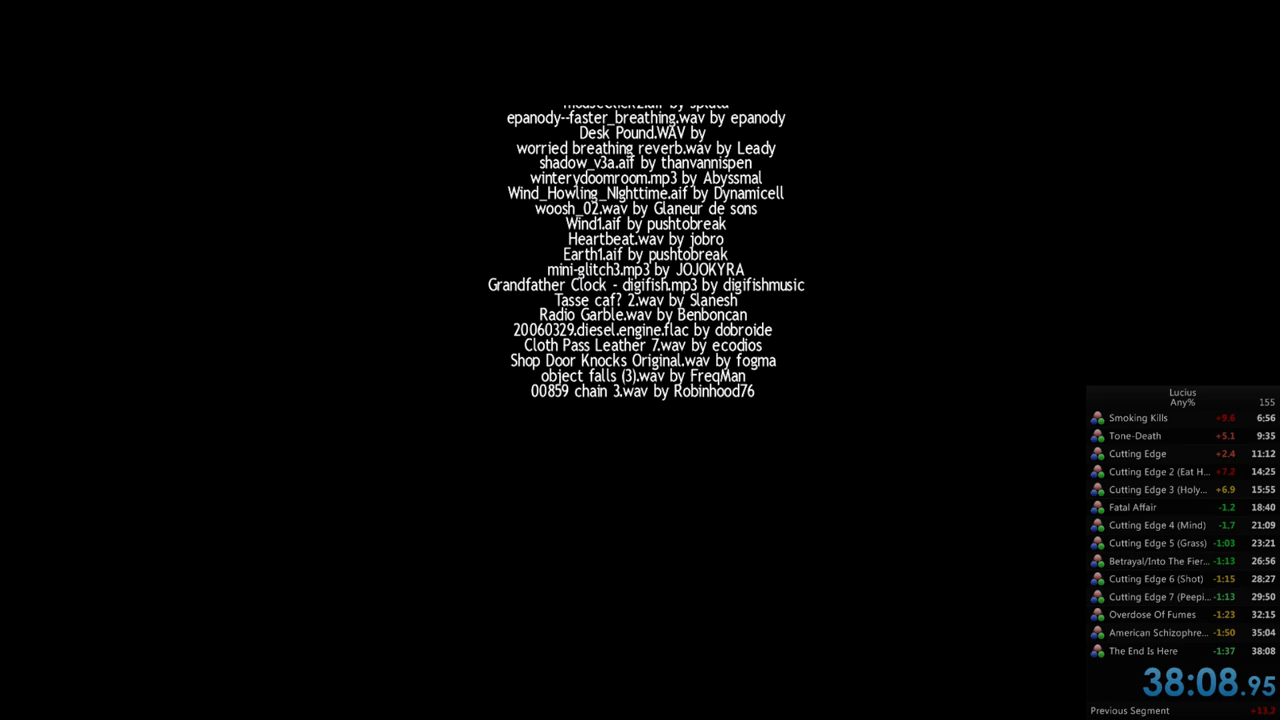 mouseClick2.aif by spluta
epanody--faster_breathing.wav by epanody
Desk Pound.WAV by
worried breathing reverb.wav by Leady
shadow_v3a.aif by thanvannispen
winterydoomroom.mp3 by Abyssmal
Wind_Howling_NIghttime.aif by Dynamicell
woosh_02.wav by Glaneur de sons
Wind1.aif by pushtobreak
Heartbeat.wav by jobro
Earth1.aif by pushtobreak
mini-glitch3.mp3 by JOJOKYRA
Grandfather Clock - digifish.mp3 by digifishmusic
Tasse caf? 2.wav by Slanesh
Radio Garble.wav by Benboncan
20060329.diesel.engine.flac by dobroide
Cloth Pass Leather 7.wav by ecodios
Shop Door Knocks Original.wav by fogma
object falls (3).wav by FreqMan
00859 chain 3.wav by Robinhood76
Lucius
Any% 155
Smoking Kills +9.6 6:56
Tone-Death +5.1 9:35
Cutting Edge +2.4 11:12
Cutting Edge 2 (Eat H... +7.2 14:25
Cutting Edge 3 (Holy... +6.9 15:55
Fatal Affair -1.2 18:40
Cutting Edge 4 (Mind) -1.7 21:09
Cutting Edge 5 (Grass) -1:03 23:21
Betrayal/Into The Fier... -1:13 26:56
Cutting Edge 6 (Shot) -1:15 28:27
Cutting Edge 7 (Peepi... -1:13 29:50
Overdose Of Fumes -1:23 32:15
American Schizophre... -1:50 35:04
The End Is Here -1:37 38:08
38:08.95
Previous Segment +13.2